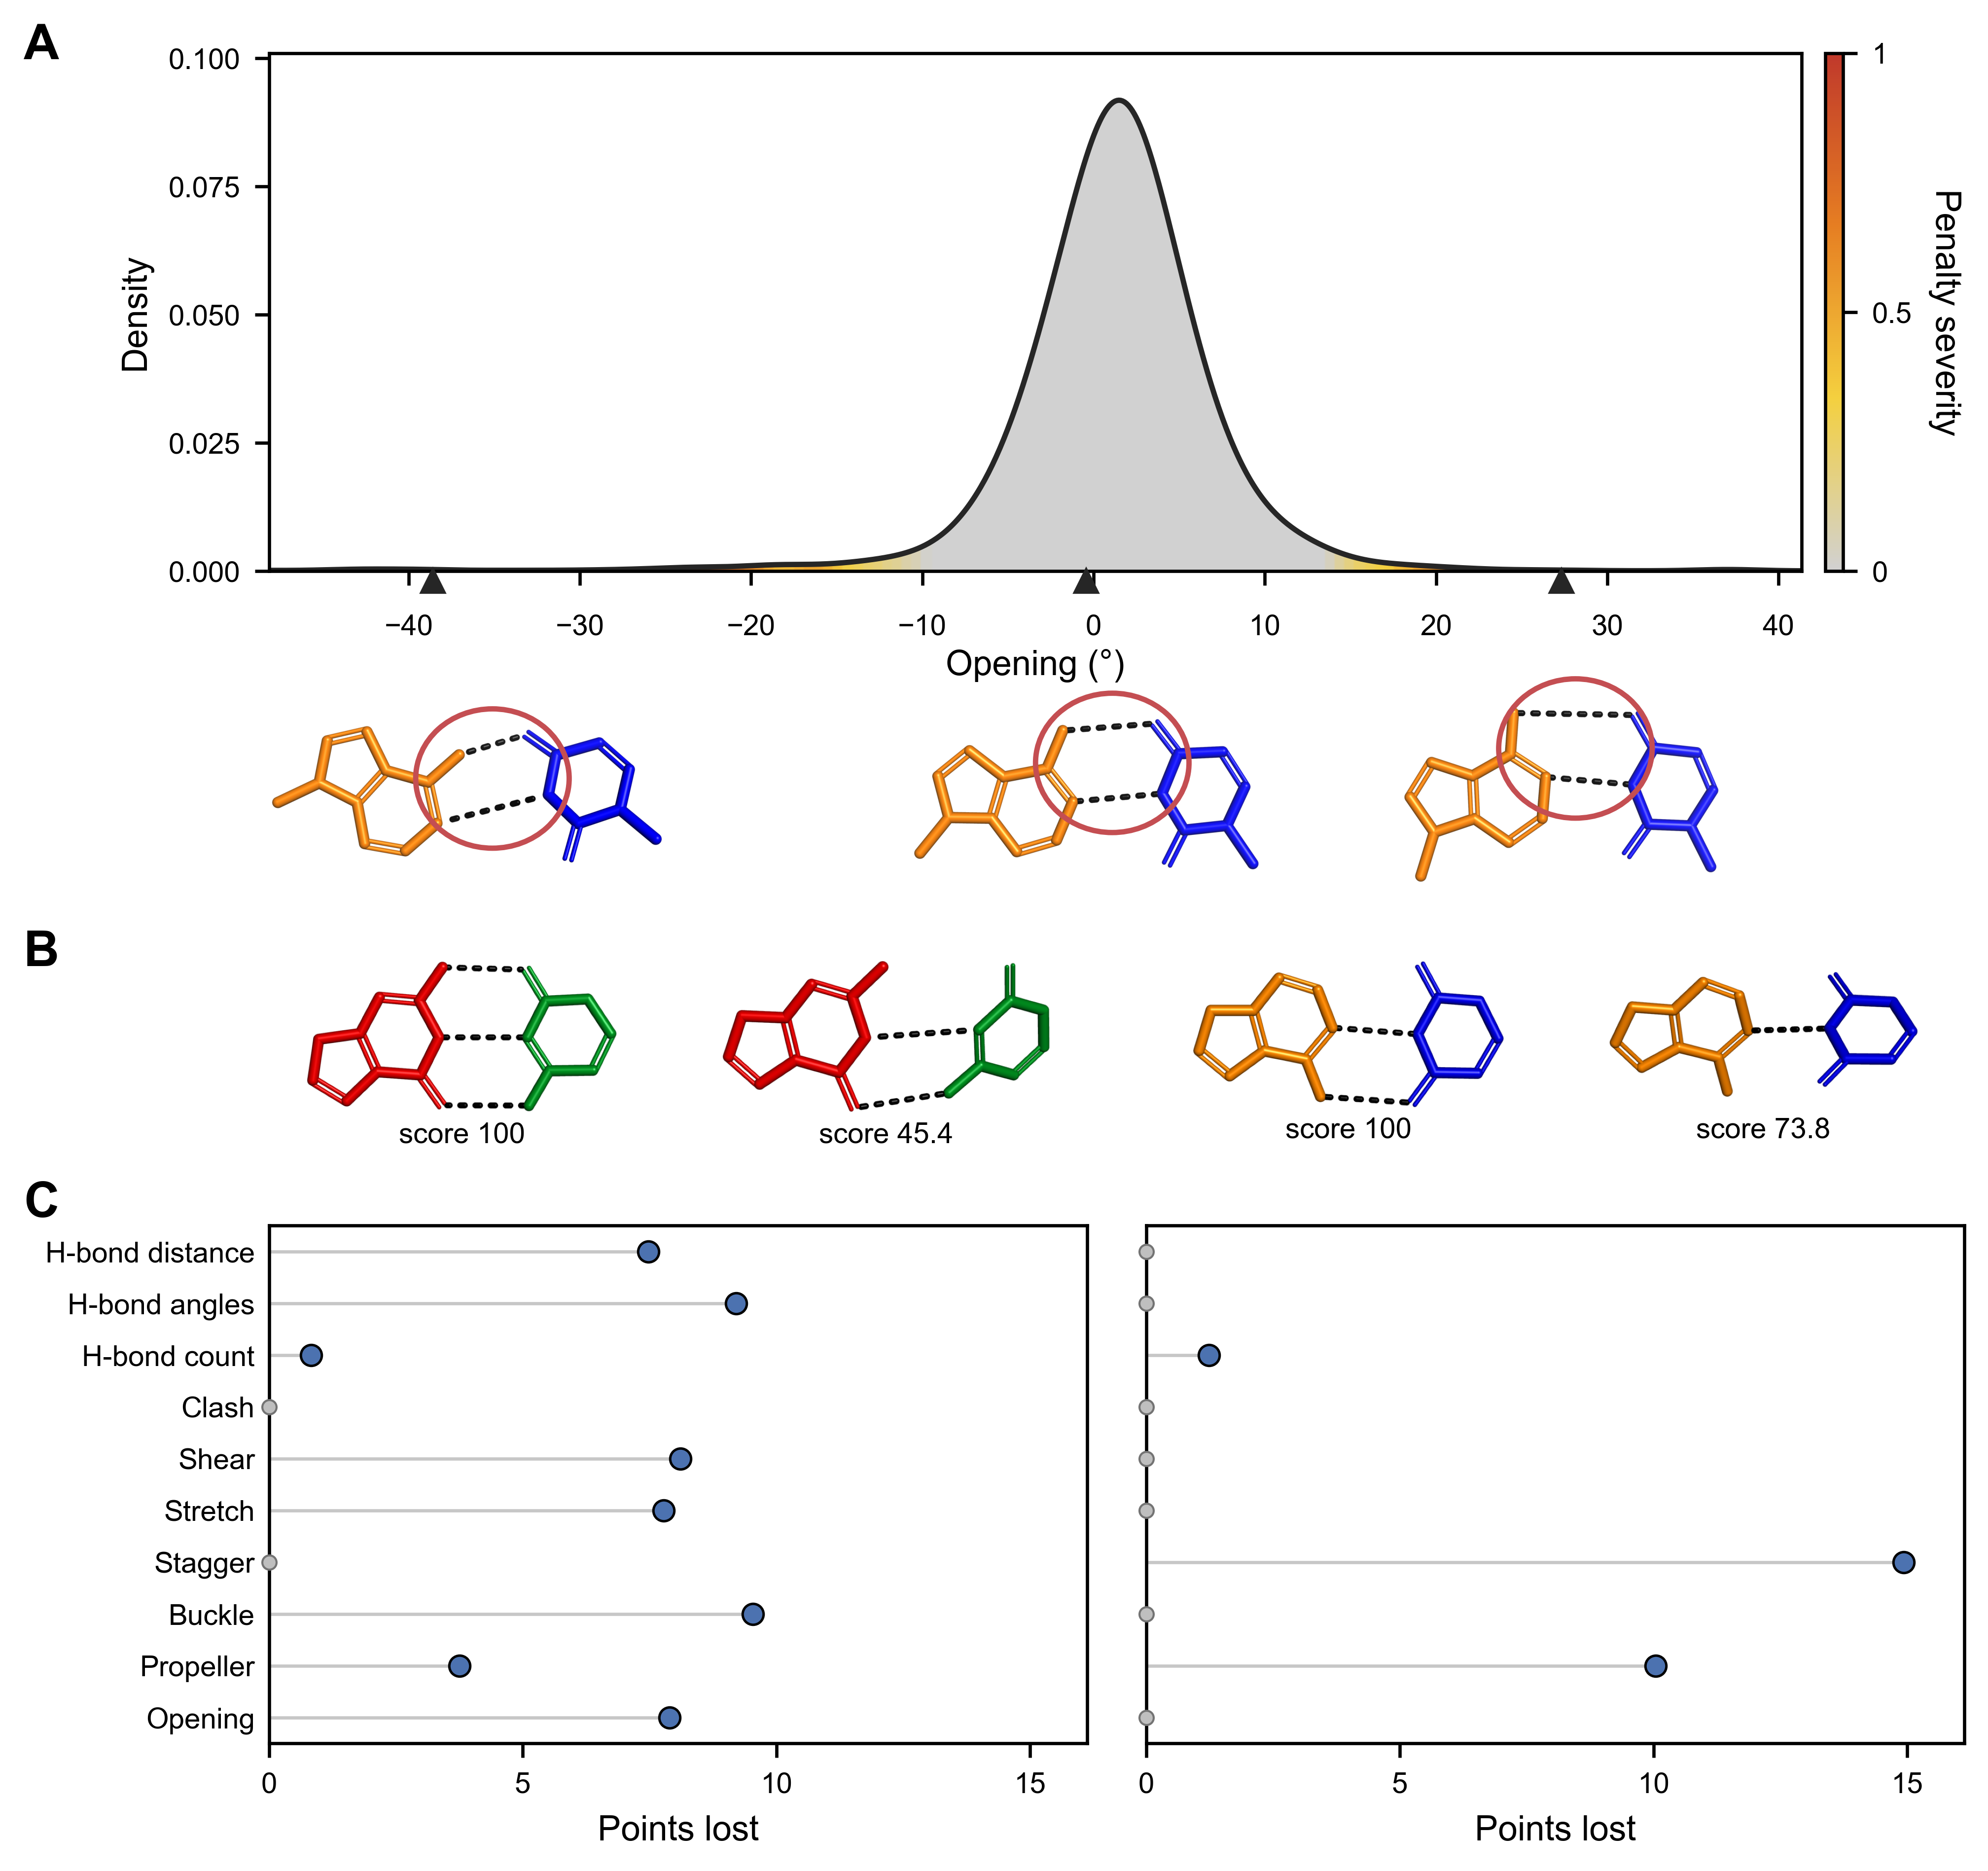 A
0.100
0.075
0.050
0.025
0.000
Density
−40 −30 −20 −10 0 10 20 30 40
Opening (°)
1
0.5
0
Penalty severity
B
score 100 score 45.4 score 100 score 73.8
C
H-bond distance
H-bond angles
H-bond count
Clash
Shear
Stretch
Stagger
Buckle
Propeller
Opening
0 5 10 15 0 5 10 15
Points lost Points lost